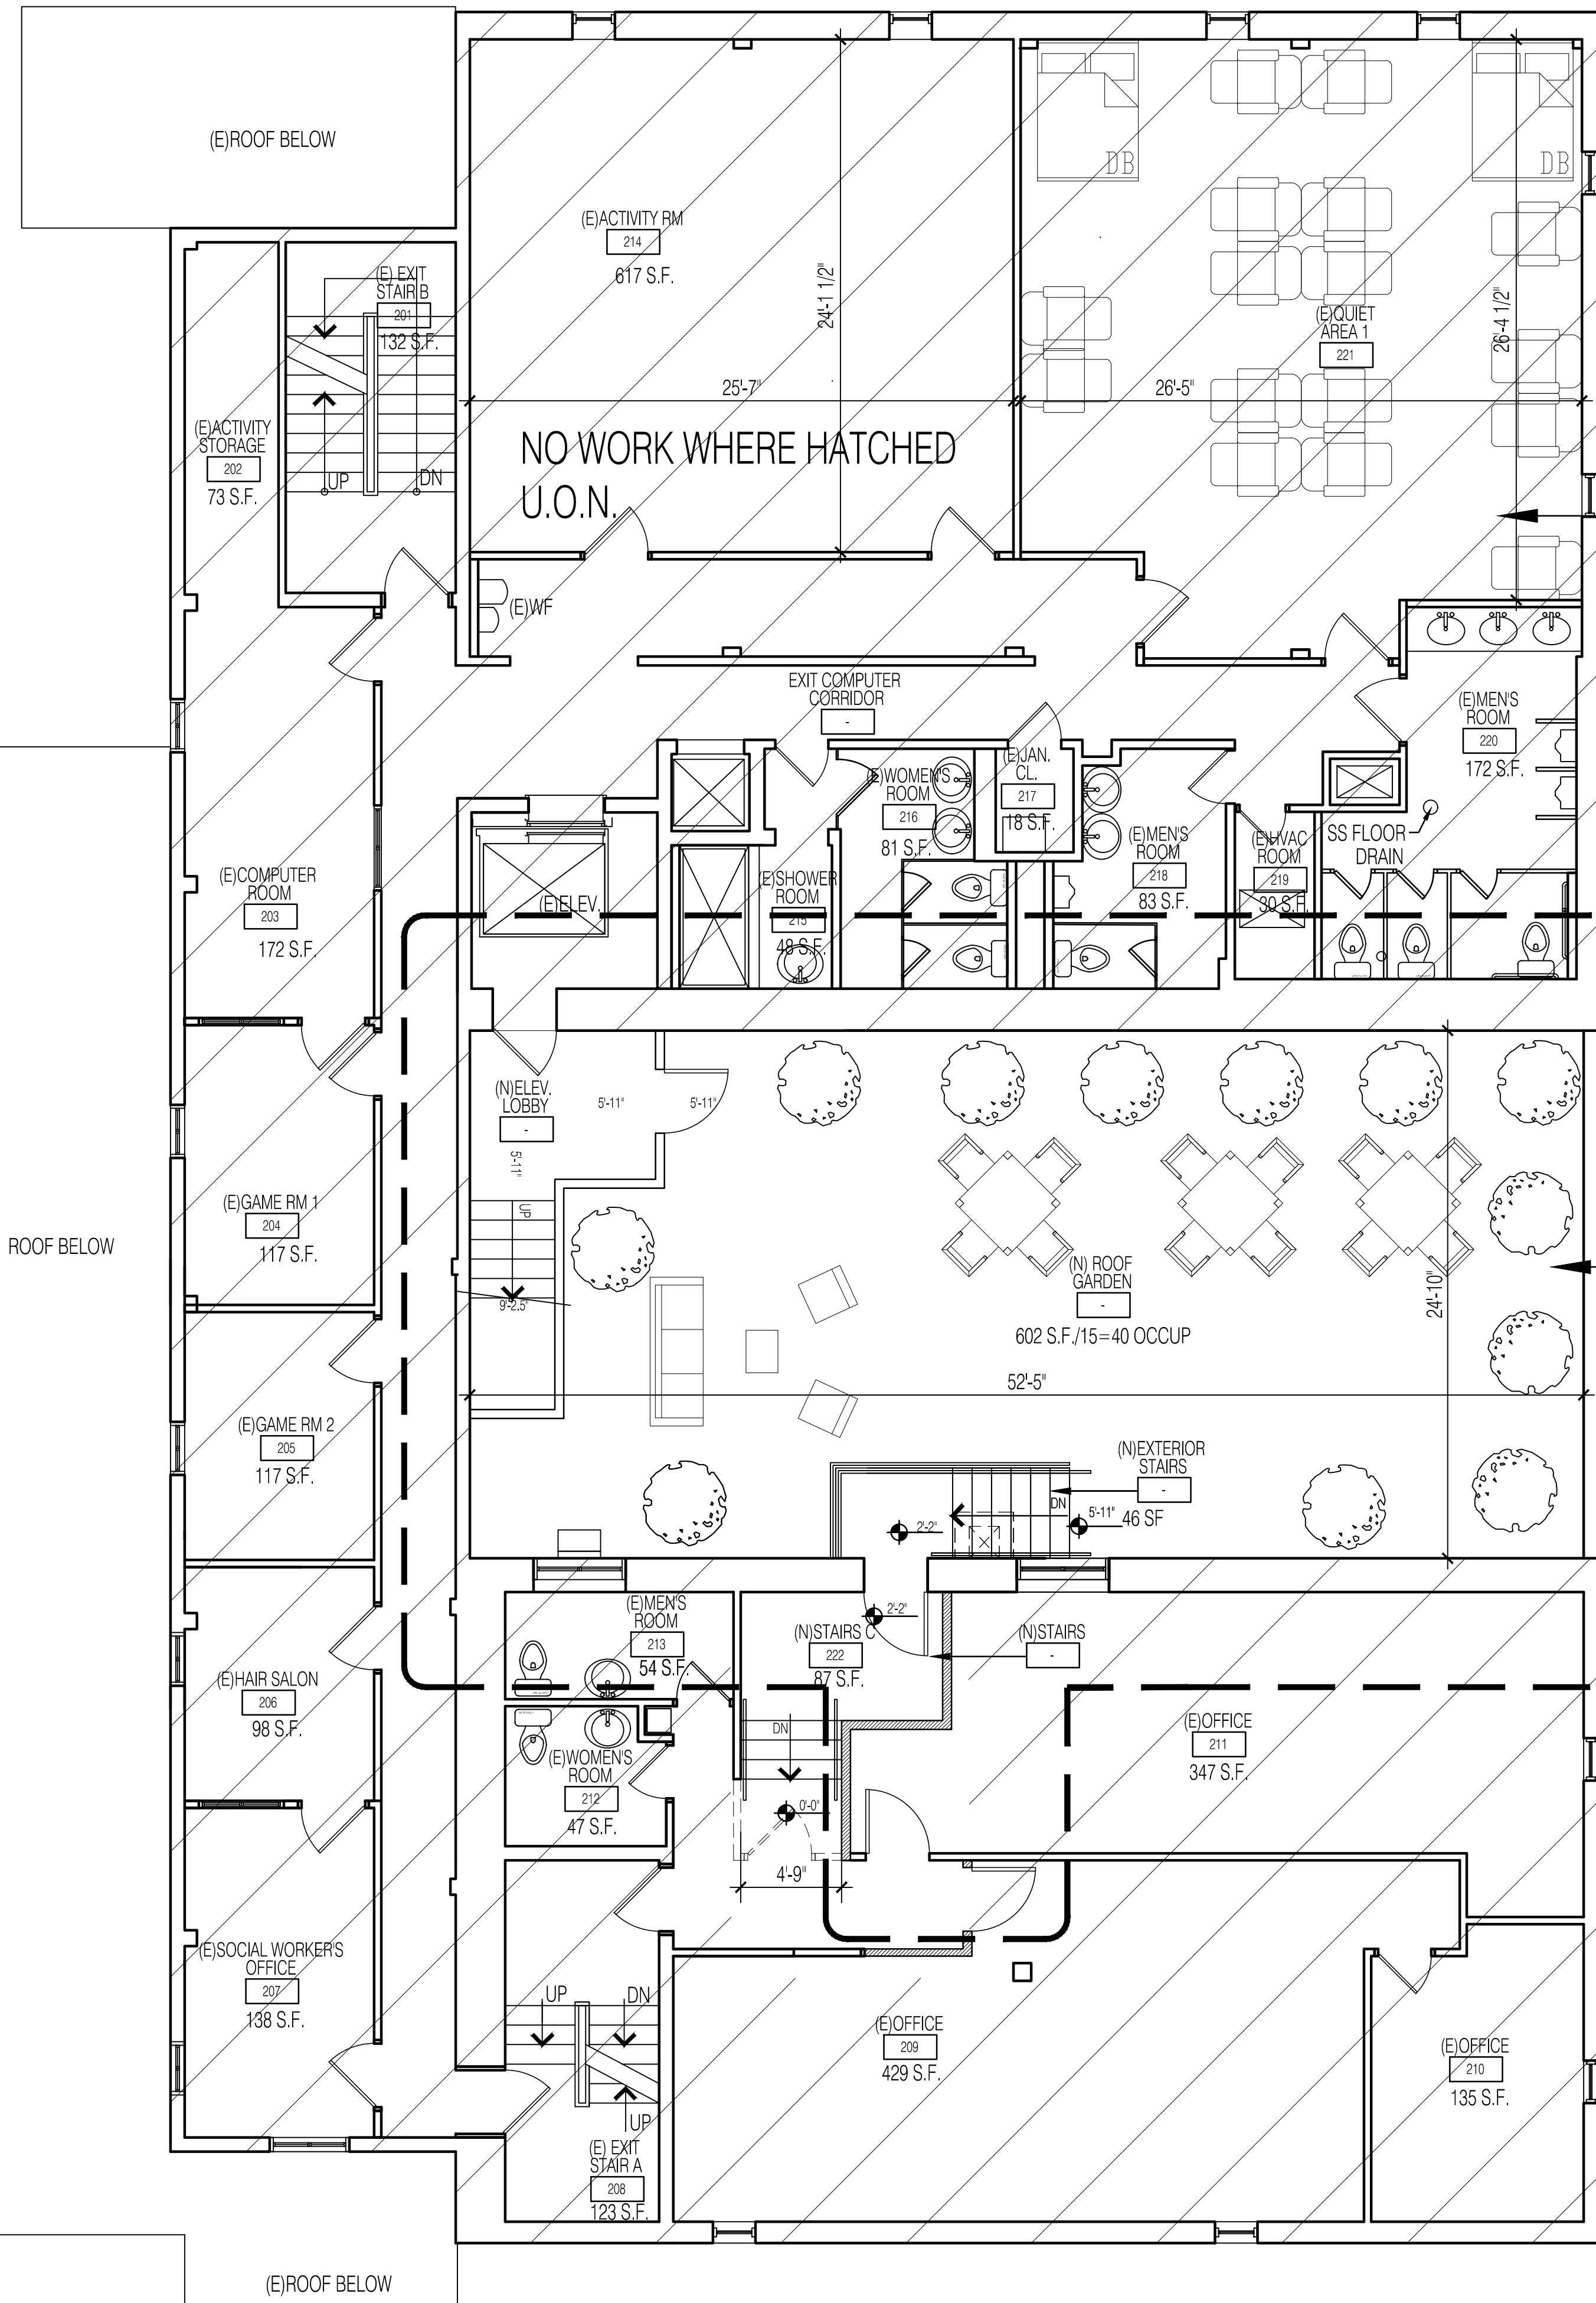 (E)ROOF BELOW
(E)ACTIVITY RM
214
617 S.F.
24'-1 1/2"
25'-7"
DB
DB
(E)QUIET
AREA 1
221
26'-4 1/2"
26'-5"
(E) EXIT
STAIR B
201
132 S.F.
UP
DN
(E)ACTIVITY
STORAGE
202
73 S.F.
NO WORK WHERE HATCHED
U.O.N.
(E)WF
EXIT COMPUTER
CORRIDOR
-
(E)MEN'S
ROOM
220
172 S.F.
(E)WOMEN'S
ROOM
216
81 S.F.
(E)JAN.
CL.
217
18 S.F.
(E)MEN'S
ROOM
218
83 S.F.
(E)HVAC
ROOM
219
30 S.F.
SS FLOOR
DRAIN
(E)COMPUTER
ROOM
203
172 S.F.
(E)ELEV.
(E)SHOWER
ROOM
215
48 S.F.
(N)ELEV.
LOBBY
-
5'-11"
5'-11"
5'-11"
UP
9'-2.5"
(E)GAME RM 1
204
117 S.F.
ROOF BELOW
(N) ROOF
GARDEN
-
602 S.F./15=40 OCCUP
24'-10"
52'-5"
(E)GAME RM 2
205
117 S.F.
(N)EXTERIOR
STAIRS
-
46 SF
DN
5'-11"
2'-2"
2'-2"
(E)MEN'S
ROOM
213
54 S.F.
(N)STAIRS C
222
87 S.F.
(N)STAIRS
-
(E)HAIR SALON
206
98 S.F.
DN
0'-0"
4'-9"
(E)WOMEN'S
ROOM
212
47 S.F.
(E)OFFICE
211
347 S.F.
(E)SOCIAL WORKER'S
OFFICE
207
138 S.F.
UP
DN
UP
(E) EXIT
STAIR A
208
123 S.F.
(E)OFFICE
209
429 S.F.
(E)OFFICE
210
135 S.F.
(E)ROOF BELOW